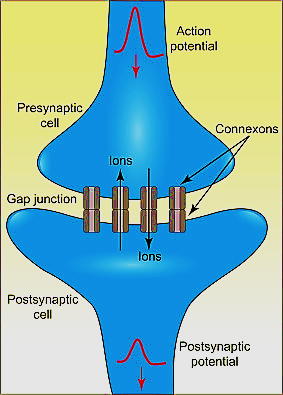 Action
potential
Presynaptic
cell
Connexons
Ions
Gap junction
Ions
Postsynaptic
cell
Postsynaptic
potential